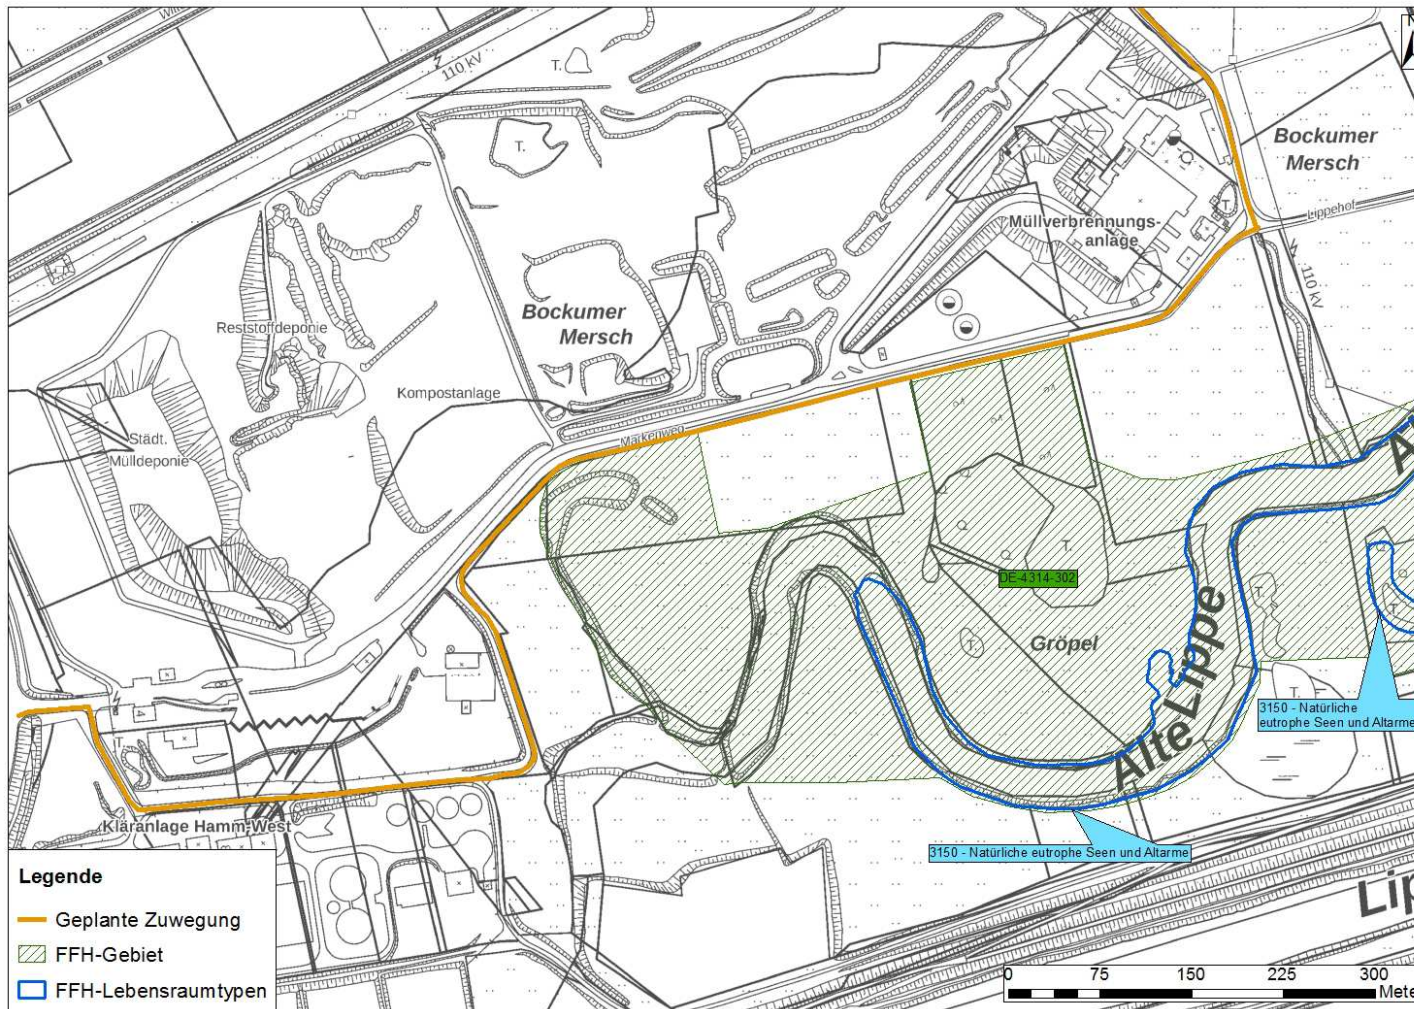 110 kV
T.
T.
Bockumer
Mersch
Lippehof
T.
Müllverbrennungs-
anlage
110 kV
Reststoffdeponie
Bockumer
Mersch
Kompostanlage
Markenweg
Städt.
Mülldeponie
DE-4314-302
T.
T.
Gröpel
T.
T.
T.
Alte Lippe
3150 - Natürliche
eutrophe Seen und Altarme
T.
Kläranlage Hamm-West
3150 - Natürliche eutrophe Seen und Altarme
Legende
Geplante Zuwegung
FFH-Gebiet
FFH-Lebensraumtypen
Lip
0 75 150 225 300
Mete